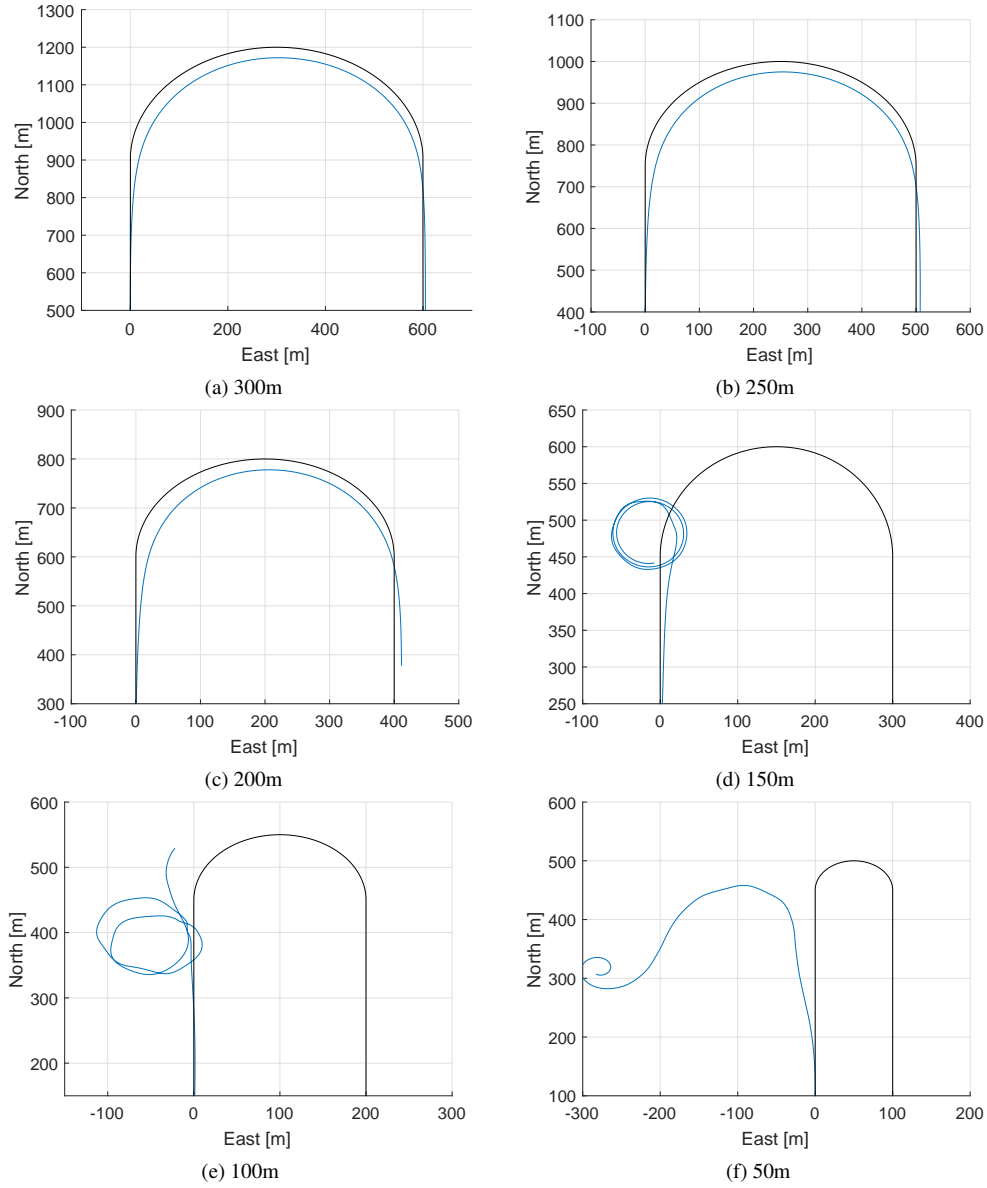 1300
1200
1100
1000
900
800
700
600
500
North [m]
0 200 400 600
East [m]
(a) 300m
1100
1000
900
800
700
600
500
400
North [m]
-100 0 100 200 300 400 500 600
East [m]
(b) 250m
900
800
700
600
500
400
300
North [m]
-100 0 100 200 300 400 500
East [m]
(c) 200m
650
600
550
500
450
400
350
300
250
North [m]
-100 0 100 200 300 400
East [m]
(d) 150m
600
500
400
300
200
North [m]
-100 0 100 200 300
East [m]
(e) 100m
600
500
400
300
200
100
North [m]
-300 -200 -100 0 100 200
East [m]
(f) 50m